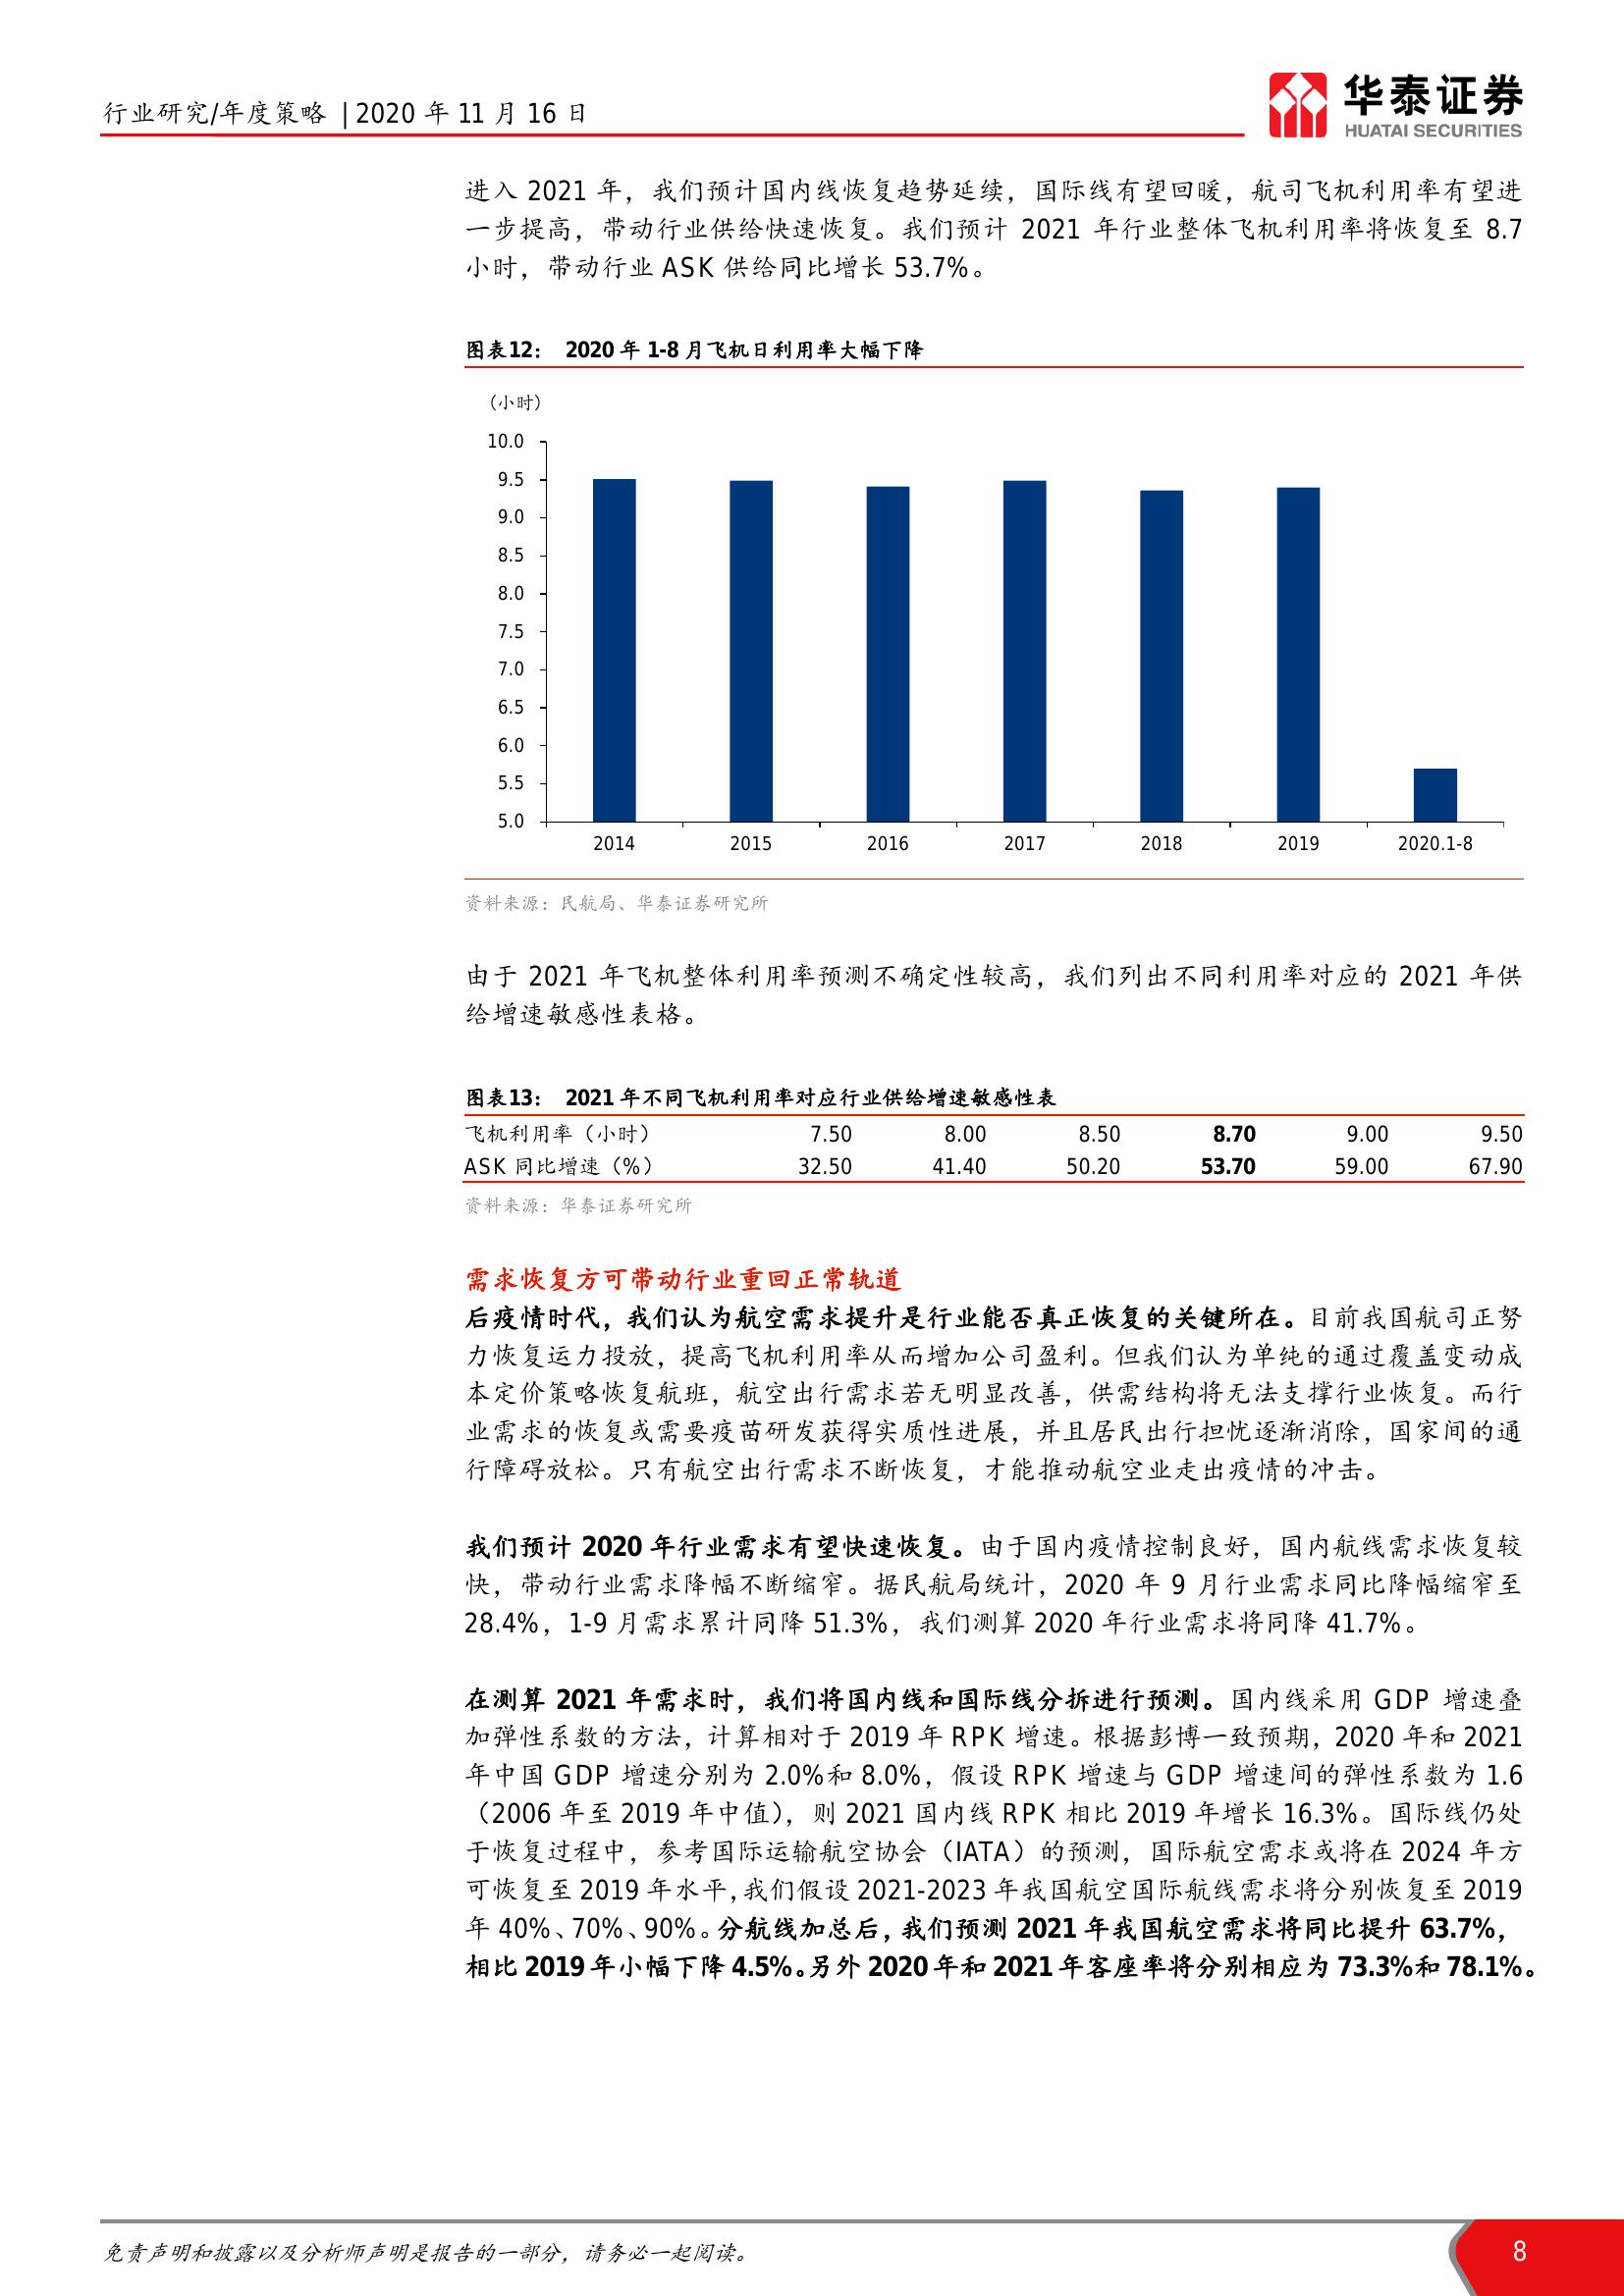 行业研究/年度策略 | 2020 年 11 月 16 日
华泰证券
HUATAI SECURITIES
进入 2021 年，我们预计国内线恢复趋势延续，国际线有望回暖，航司飞机利用率有望进
一步提高，带动行业供给快速恢复。我们预计 2021 年行业整体飞机利用率将恢复至 8.7
小时，带动行业 ASK 供给同比增长 53.7%。
图表12： 2020 年 1-8 月飞机日利用率大幅下降
（小时）
10.0
9.5
9.0
8.5
8.0
7.5
7.0
6.5
6.0
5.5
5.0
2014 2015 2016 2017 2018 2019 2020.1-8
资料来源：民航局、华泰证券研究所
由于 2021 年飞机整体利用率预测不确定性较高，我们列出不同利用率对应的 2021 年供
给增速敏感性表格。
图表13： 2021 年不同飞机利用率对应行业供给增速敏感性表
飞机利用率（小时） 7.50 8.00 8.50 8.70 9.00 9.50
ASK 同比增速（%） 32.50 41.40 50.20 53.70 59.00 67.90
资料来源：华泰证券研究所
需求恢复方可带动行业重回正常轨道
后疫情时代，我们认为航空需求提升是行业能否真正恢复的关键所在。目前我国航司正努
力恢复运力投放，提高飞机利用率从而增加公司盈利。但我们认为单纯的通过覆盖变动成
本定价策略恢复航班，航空出行需求若无明显改善，供需结构将无法支撑行业恢复。而行
业需求的恢复或需要疫苗研发获得实质性进展，并且居民出行担忧逐渐消除，国家间的通
行障碍放松。只有航空出行需求不断恢复，才能推动航空业走出疫情的冲击。
我们预计 2020 年行业需求有望快速恢复。由于国内疫情控制良好，国内航线需求恢复较
快，带动行业需求降幅不断缩窄。据民航局统计，2020 年 9 月行业需求同比降幅缩窄至
28.4%，1-9 月需求累计同降 51.3%，我们测算 2020 年行业需求将同降 41.7%。
在测算 2021 年需求时，我们将国内线和国际线分拆进行预测。国内线采用 GDP 增速叠
加弹性系数的方法，计算相对于 2019 年 RPK 增速。根据彭博一致预期，2020 年和 2021
年中国 GDP 增速分别为 2.0%和 8.0%，假设 RPK 增速与 GDP 增速间的弹性系数为 1.6
（2006 年至 2019 年中值），则 2021 国内线 RPK 相比 2019 年增长 16.3%。国际线仍处
于恢复过程中，参考国际运输航空协会（IATA）的预测，国际航空需求或将在 2024 年方
可恢复至 2019 年水平，我们假设 2021-2023 年我国航空国际航线需求将分别恢复至 2019
年 40%、70%、90%。分航线加总后，我们预测 2021 年我国航空需求将同比提升 63.7%，
相比 2019 年小幅下降 4.5%。另外 2020 年和 2021 年客座率将分别相应为 73.3%和 78.1%。
免责声明和披露以及分析师声明是报告的一部分，请务必一起阅读。
8